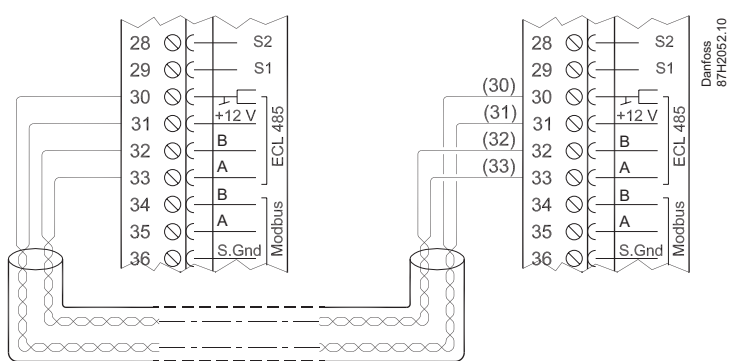 28 S2
29 S1
30
31 +12 V
32 B
33 A
ECL 485
34 B
35 A
36 S.Gnd
Modbus
28 S2
29 S1
(30) 30
(31) 31 +12 V
(32) 32 B
(33) 33 A
ECL 485
34 B
35 A
36 S.Gnd
Modbus
Danfoss
87H2052.10